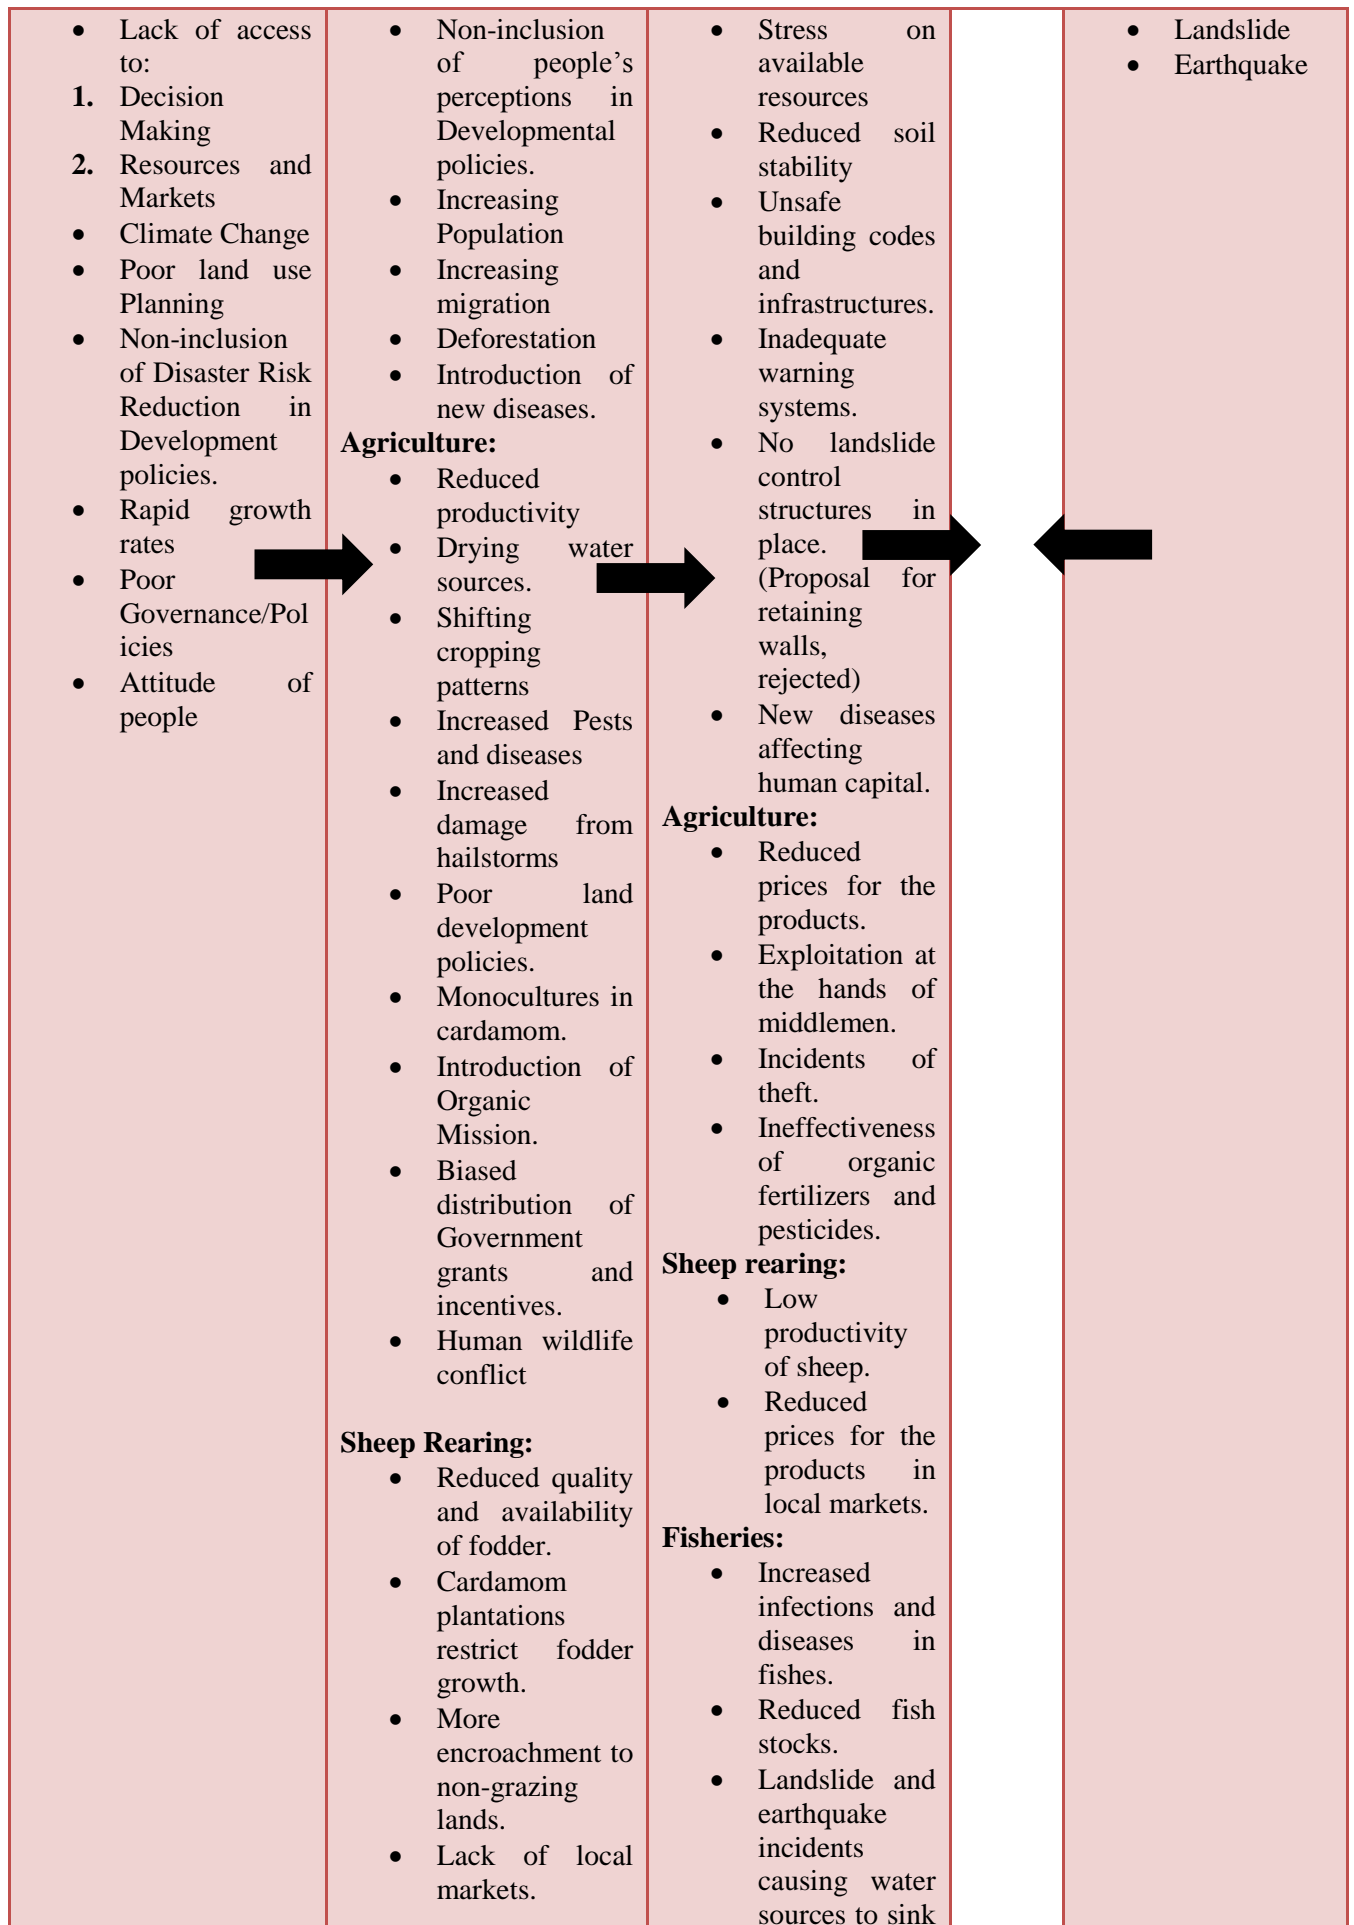 • Lack of access
to:
1. Decision
Making
2. Resources and
Markets
• Climate Change
• Poor land use
Planning
• Non-inclusion
of Disaster Risk
Reduction in
Development
policies.
• Rapid growth
rates
• Poor
Governance/Pol
icies
• Attitude of
people
• Non-inclusion
of people’s
perceptions in
Developmental
policies.
• Increasing
Population
• Increasing
migration
• Deforestation
• Introduction of
new diseases.
Agriculture:
• Reduced
productivity
• Drying water
sources.
• Shifting
cropping
patterns
• Increased Pests
and diseases
• Increased
damage from
hailstorms
• Poor land
development
policies.
• Monocultures in
cardamom.
• Introduction of
Organic
Mission.
• Biased
distribution of
Government
grants and
incentives.
• Human wildlife
conflict
Sheep Rearing:
• Reduced quality
and availability
of fodder.
• Cardamom
plantations
restrict fodder
growth.
• More
encroachment to
non-grazing
lands.
• Lack of local
markets.
• Stress on
available
resources
• Reduced soil
stability
• Unsafe
building codes
and
infrastructures.
• Inadequate
warning
systems.
• No landslide
control
structures in
place.
(Proposal for
retaining
walls,
rejected)
• New diseases
affecting
human capital.
Agriculture:
• Reduced
prices for the
products.
• Exploitation at
the hands of
middlemen.
• Incidents of
theft.
• Ineffectiveness
of organic
fertilizers and
pesticides.
Sheep rearing:
• Low
productivity
of sheep.
• Reduced
prices for the
products in
local markets.
Fisheries:
• Increased
infections and
diseases in
fishes.
• Reduced fish
stocks.
• Landslide and
earthquake
incidents
causing water
sources to sink
• Landslide
• Earthquake